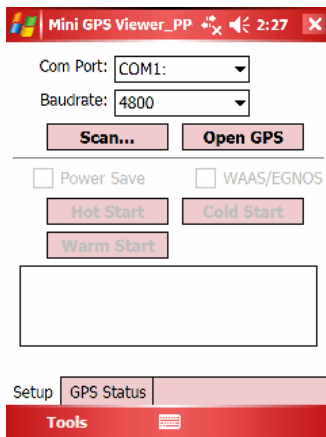 Mini GPS Viewer_PP 2:27
Com Port: COM1:
Baudrate: 4800
Scan... Open GPS
Power Save WAAS/EGNOS
Hot Start Cold Start
Warm Start
Setup GPS Status
Tools